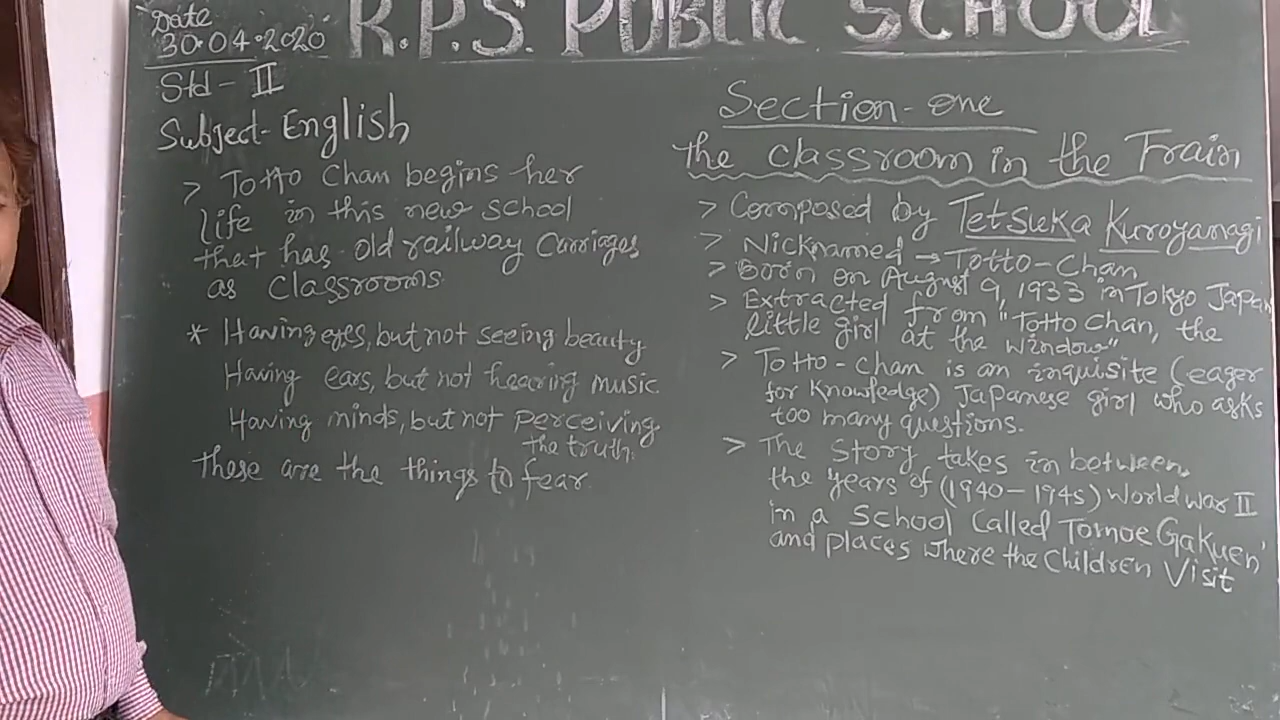 Date
30.04.2020
R.P.S. PUBLIC SCHOOL
Std - II
Subject - English
> Totto Chan begins her
life in this new school
that has old railway Carriages
as Classrooms.
* Having eyes, but not seeing beauty
Having ears, but not hearing music
Having minds, but not perceiving
the truth.
These are the things to fear.
Section - one
the classroom in the Train
> Composed by Tetsuka Kuroyanagi
> Nicknamed → Totto-Chan
> Born on August 9, 1933 in Tokyo Japan
> Extracted from "Totto Chan, the
little girl at the window"
> Totto-Chan is an inquisite (eager
for knowledge) Japanese girl who asks
too many questions.
> The story takes in between
the years of (1940-1945) World War II
in a school called Tomoe Gakuen'
and places where the children visit